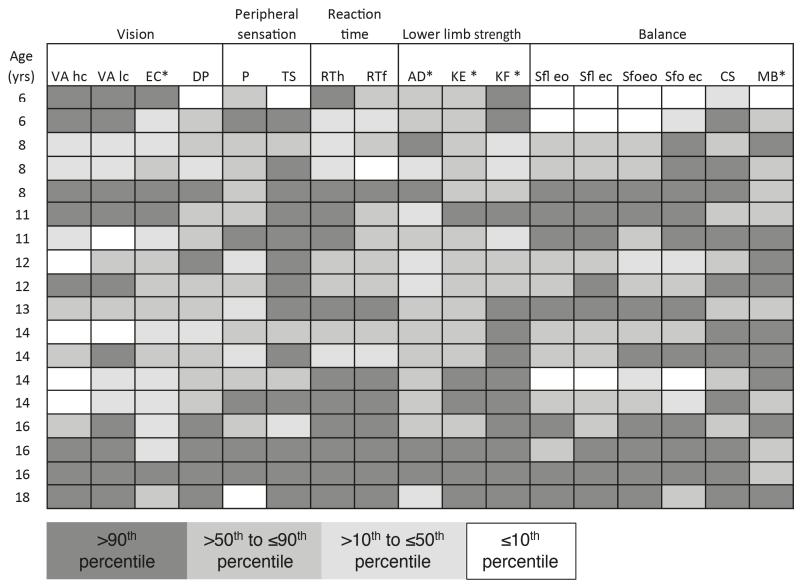 Vision
Peripheral
sensation
Reaction
time
Lower limb strength
Balance
Age
(yrs)
VA hc VA lc EC* DP P TS RTh RTf AD* KE * KF * Sfl eo Sfl ec Sfoeo Sfo ec CS MB*
6
6
8
8
8
11
11
12
12
13
14
14
14
14
16
16
16
18
>90th
percentile
>50th to ≤90th
percentile
>10th to ≤50th
percentile
≤10th
percentile